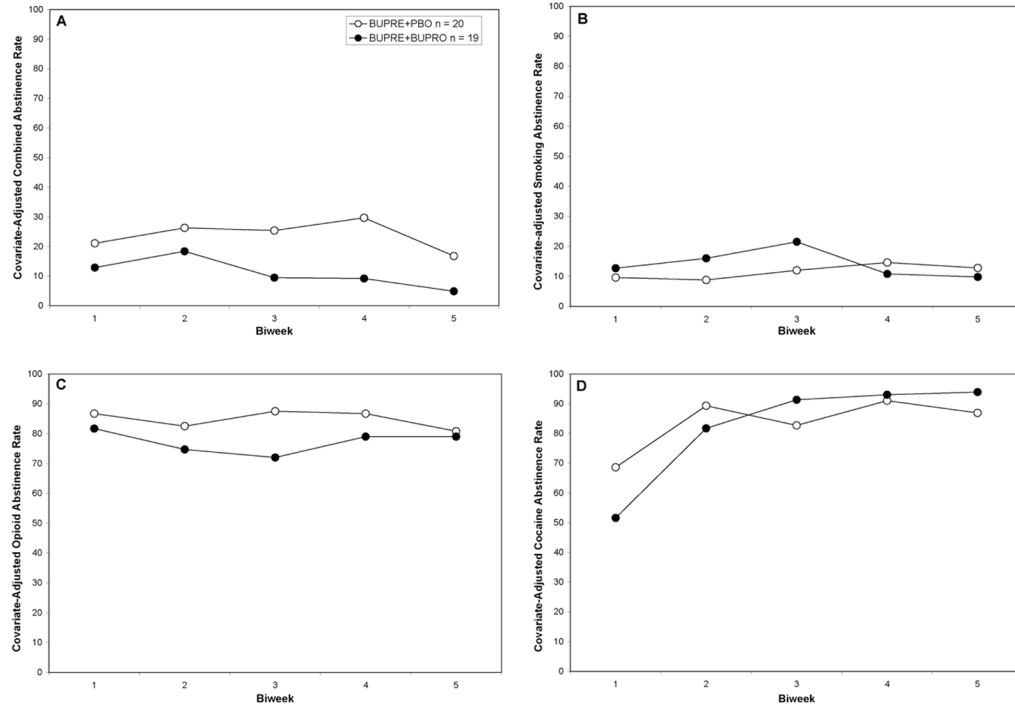 A
BUPRE+PBO n = 20
BUPRE+BUPRO n = 19
Covariate-Adjusted Combined Abstinence Rate
100
90
80
70
60
50
40
30
20
10
0
1 2 3 4 5
Biweek
B
Covariate-adjusted Smoking Abstinence Rate
100
90
80
70
60
50
40
30
20
10
0
1 2 3 4 5
Biweek
C
Covariate-Adjusted Opioid Abstinence Rate
100
90
80
70
60
50
40
30
20
10
0
1 2 3 4 5
Biweek
D
Covariate-Adjusted Cocaine Abstinence Rate
100
90
80
70
60
50
40
30
20
10
0
1 2 3 4 5
Biweek